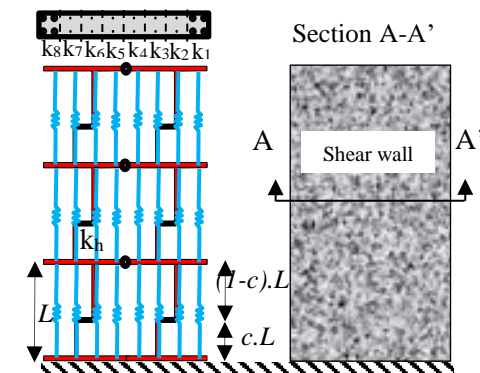 Section A-A’
k8 k7 k6 k5 k4 k3 k2 k1
A
A’
Shear wall
kh
L
(1-c).L
c.L